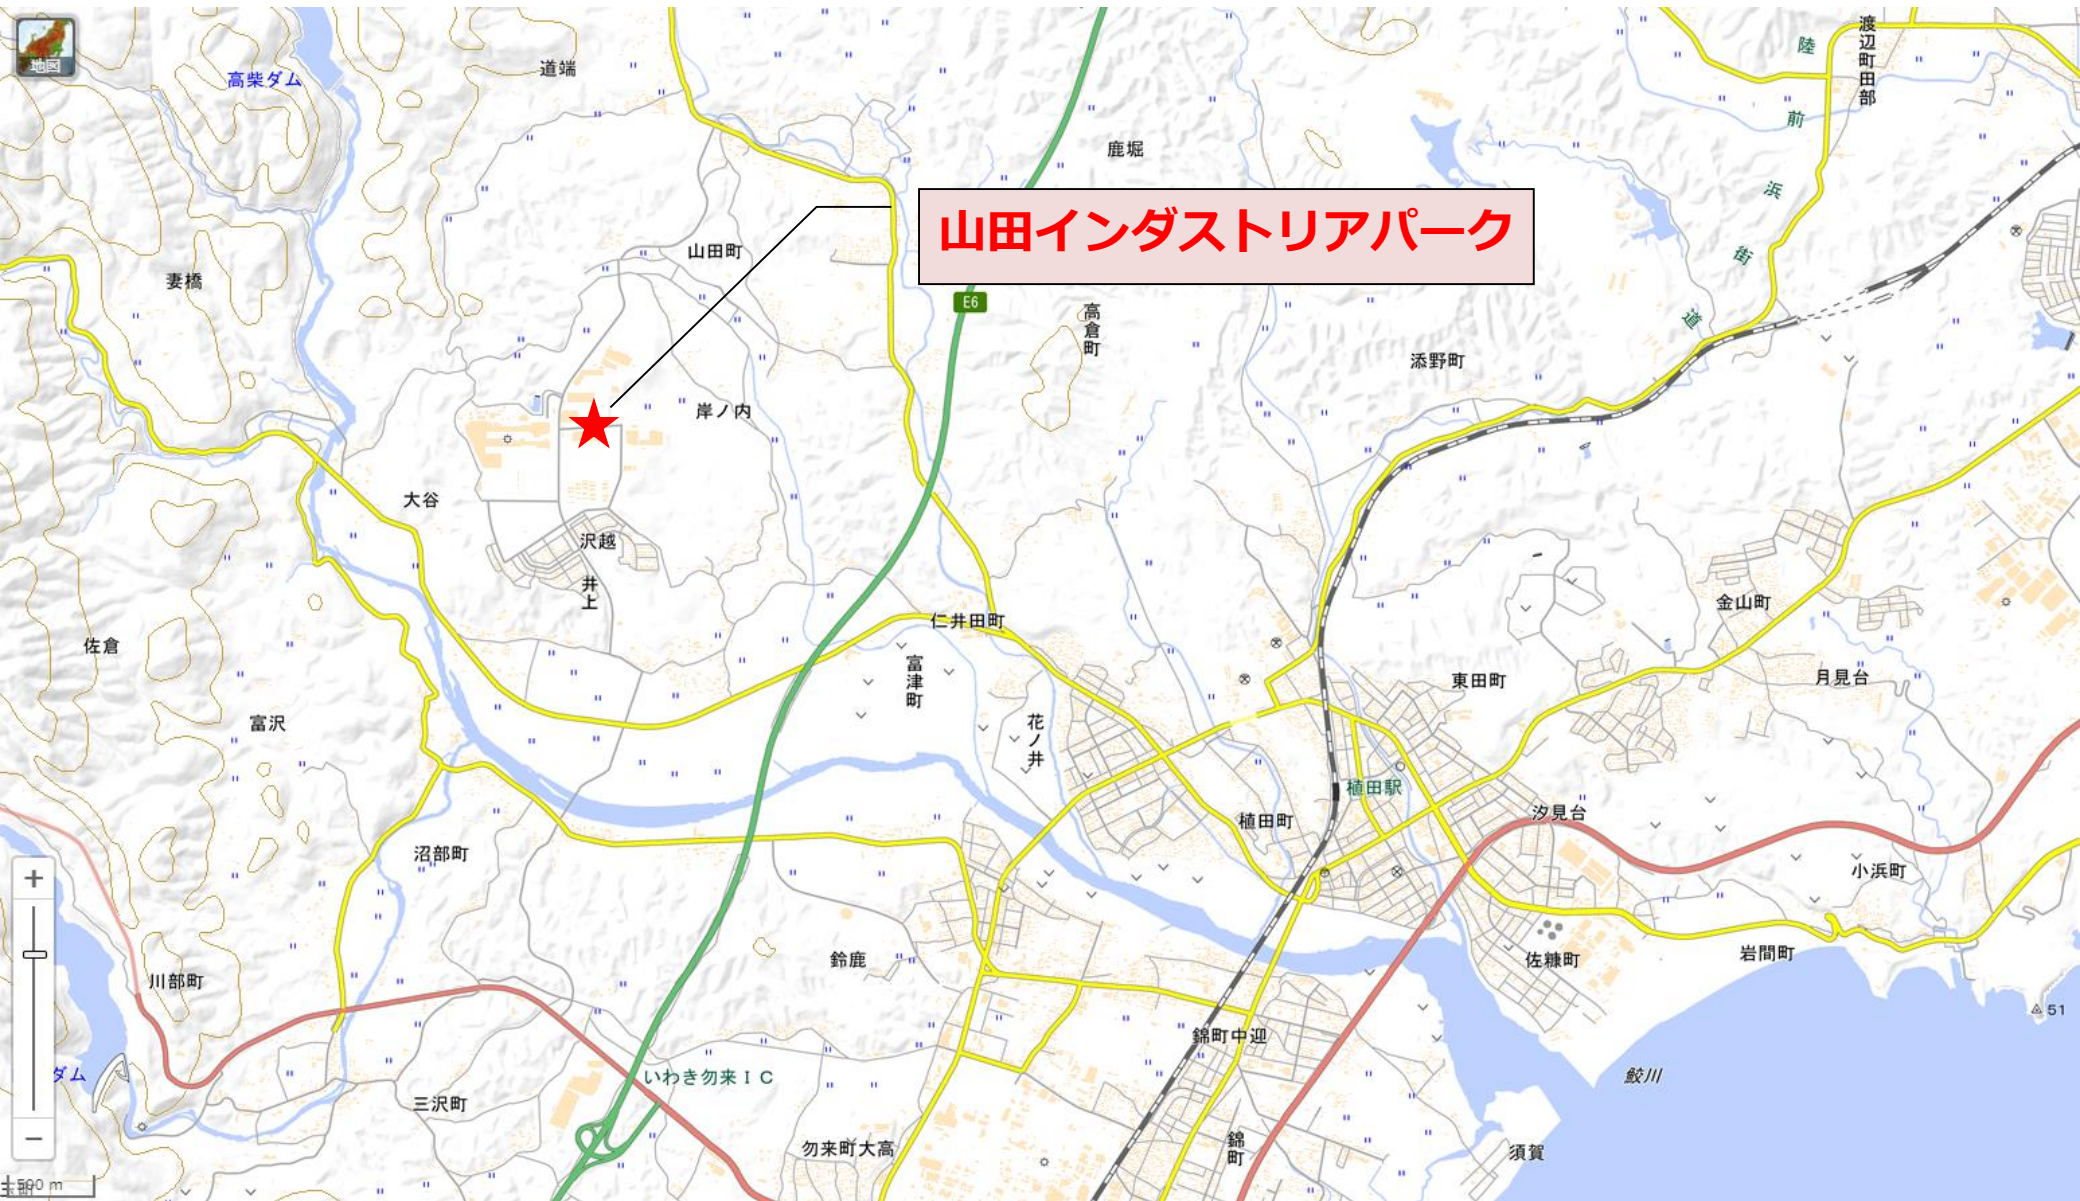 地図
高柴ダム
道端
渡辺町田部
陸前浜街道
鹿堀
山田インダストリアパーク
山田町
妻橋
E6
高倉町
添野町
岸ノ内
大谷
沢越
井上
金山町
仁井田町
佐倉
富津町
東田町
月見台
富沢
花ノ井
植田駅
植田町
汐見台
沼部町
小浜町
鈴鹿
佐糠町
岩間町
川部町
51
錦町中迎
ダム
いわき勿来IC
鮫川
三沢町
勿来町大高
錦町
須賀
500 m